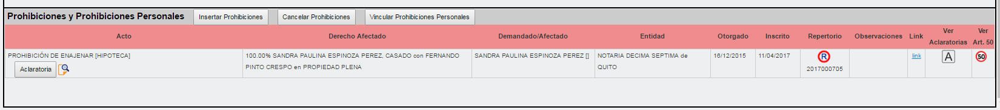 Prohibiciones y Prohibiciones Personales Insertar Prohibiciones Cancelar Prohibiciones Vincular Prohibiciones Personales
Acto Derecho Afectado Demandado/Afectado Entidad Otorgado Inscrito Repertorio Observaciones Link Ver Aclaratorias Ver Art. 50
PROHIBICIÓN DE ENAJENAR [HIPOTECA]
Aclaratoria
100.00% SANDRA PAULINA ESPINOZA PEREZ, CASADO con FERNANDO
PINTO CRESPO en PROPIEDAD PLENA
SANDRA PAULINA ESPINOZA PEREZ []
NOTARIA DECIMA SEPTIMA de
QUITO
16/12/2015
11/04/2017
R
2017000705
link
A
50